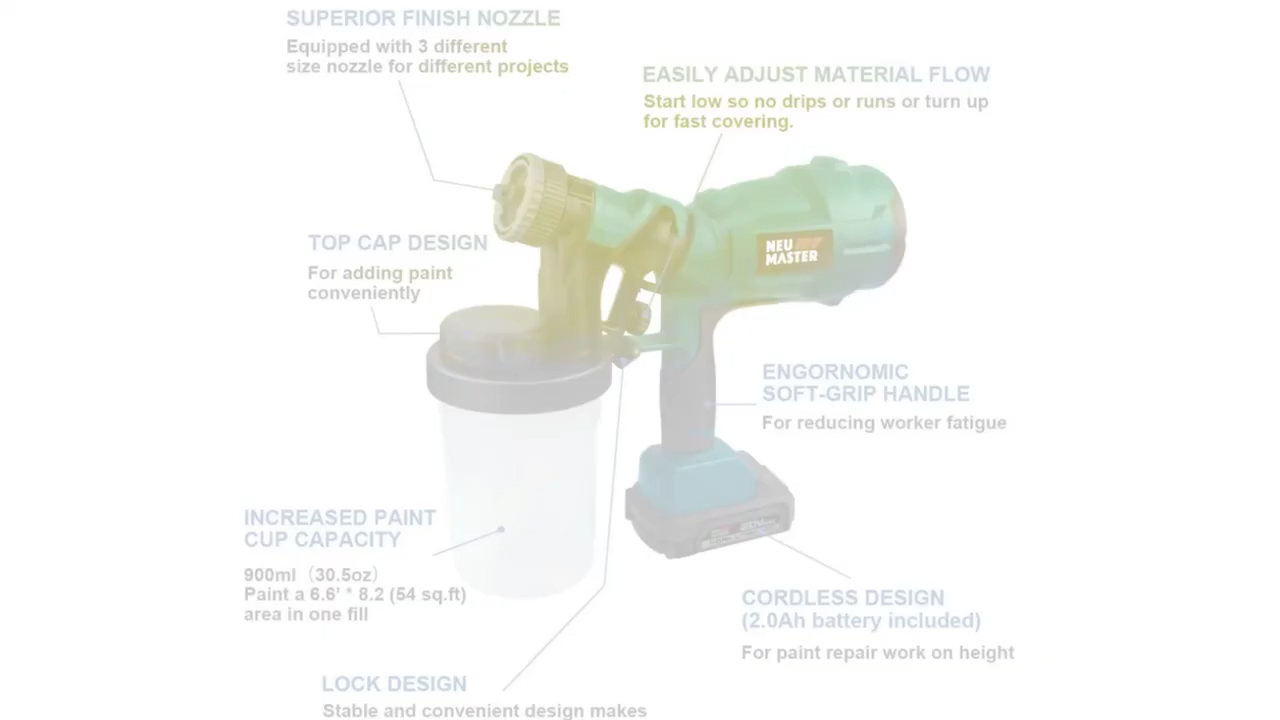 SUPERIOR FINISH NOZZLE
Equipped with 3 different
size nozzle for different projects
EASILY ADJUST MATERIAL FLOW
Start low so no drips or runs or turn up
for fast covering.
TOP CAP DESIGN
For adding paint
conveniently
NEU
MASTER
ENGORNOMIC
SOFT-GRIP HANDLE
For reducing worker fatigue
INCREASED PAINT
CUP CAPACITY
900ml（30.5oz）
Paint a 6.6' * 8.2 (54 sq.ft)
area in one fill
CORDLESS DESIGN
(2.0Ah battery included)
For paint repair work on height
LOCK DESIGN
Stable and convenient design makes